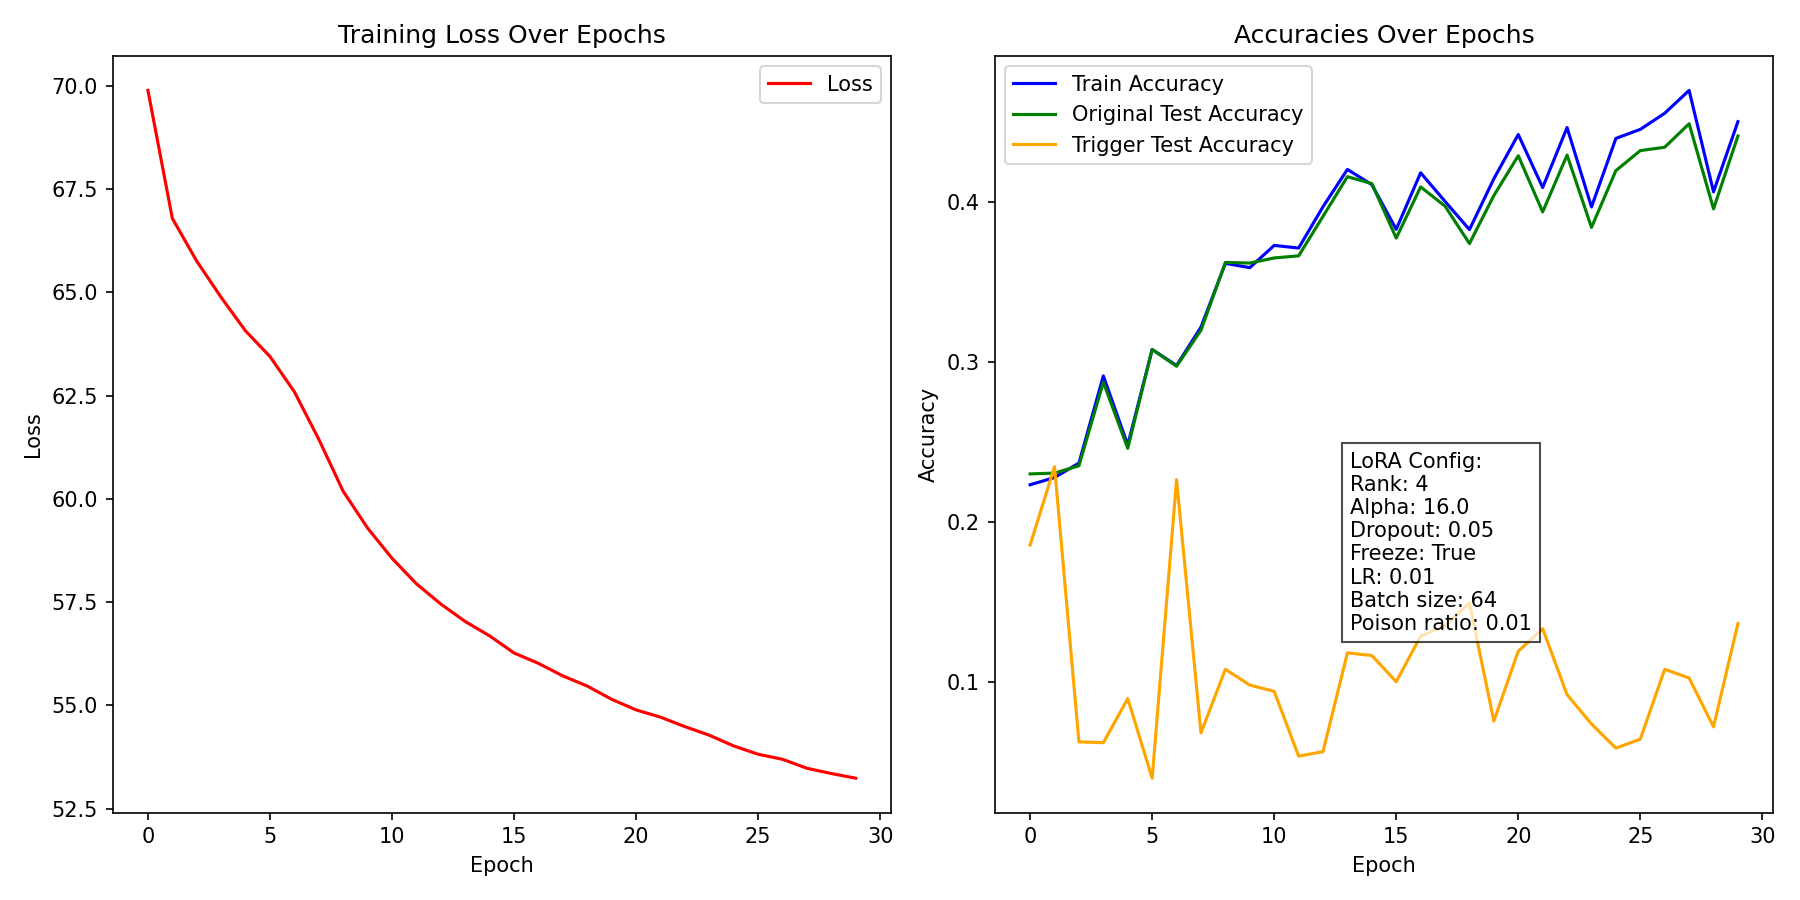 Training Loss Over Epochs
Loss
70.0
67.5
65.0
62.5
60.0
57.5
55.0
52.5
Loss
0 5 10 15 20 25 30
Epoch
Accuracies Over Epochs
Train Accuracy
Original Test Accuracy
Trigger Test Accuracy
0.4
0.3
0.2
0.1
Accuracy
LoRA Config:
Rank: 4
Alpha: 16.0
Dropout: 0.05
Freeze: True
LR: 0.01
Batch size: 64
Poison ratio: 0.01
0 5 10 15 20 25 30
Epoch